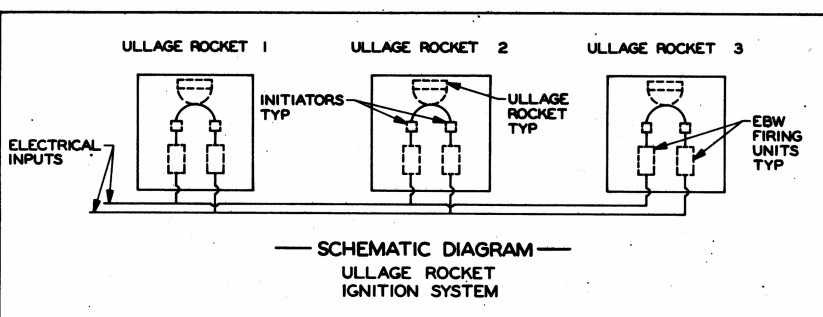 ULLAGE ROCKET 1
ULLAGE ROCKET 2
ULLAGE ROCKET 3
INITIATORS
TYP
ULLAGE
ROCKET
TYP
EBW
FIRING
UNITS
TYP
ELECTRICAL
INPUTS
SCHEMATIC DIAGRAM
ULLAGE ROCKET
IGNITION SYSTEM